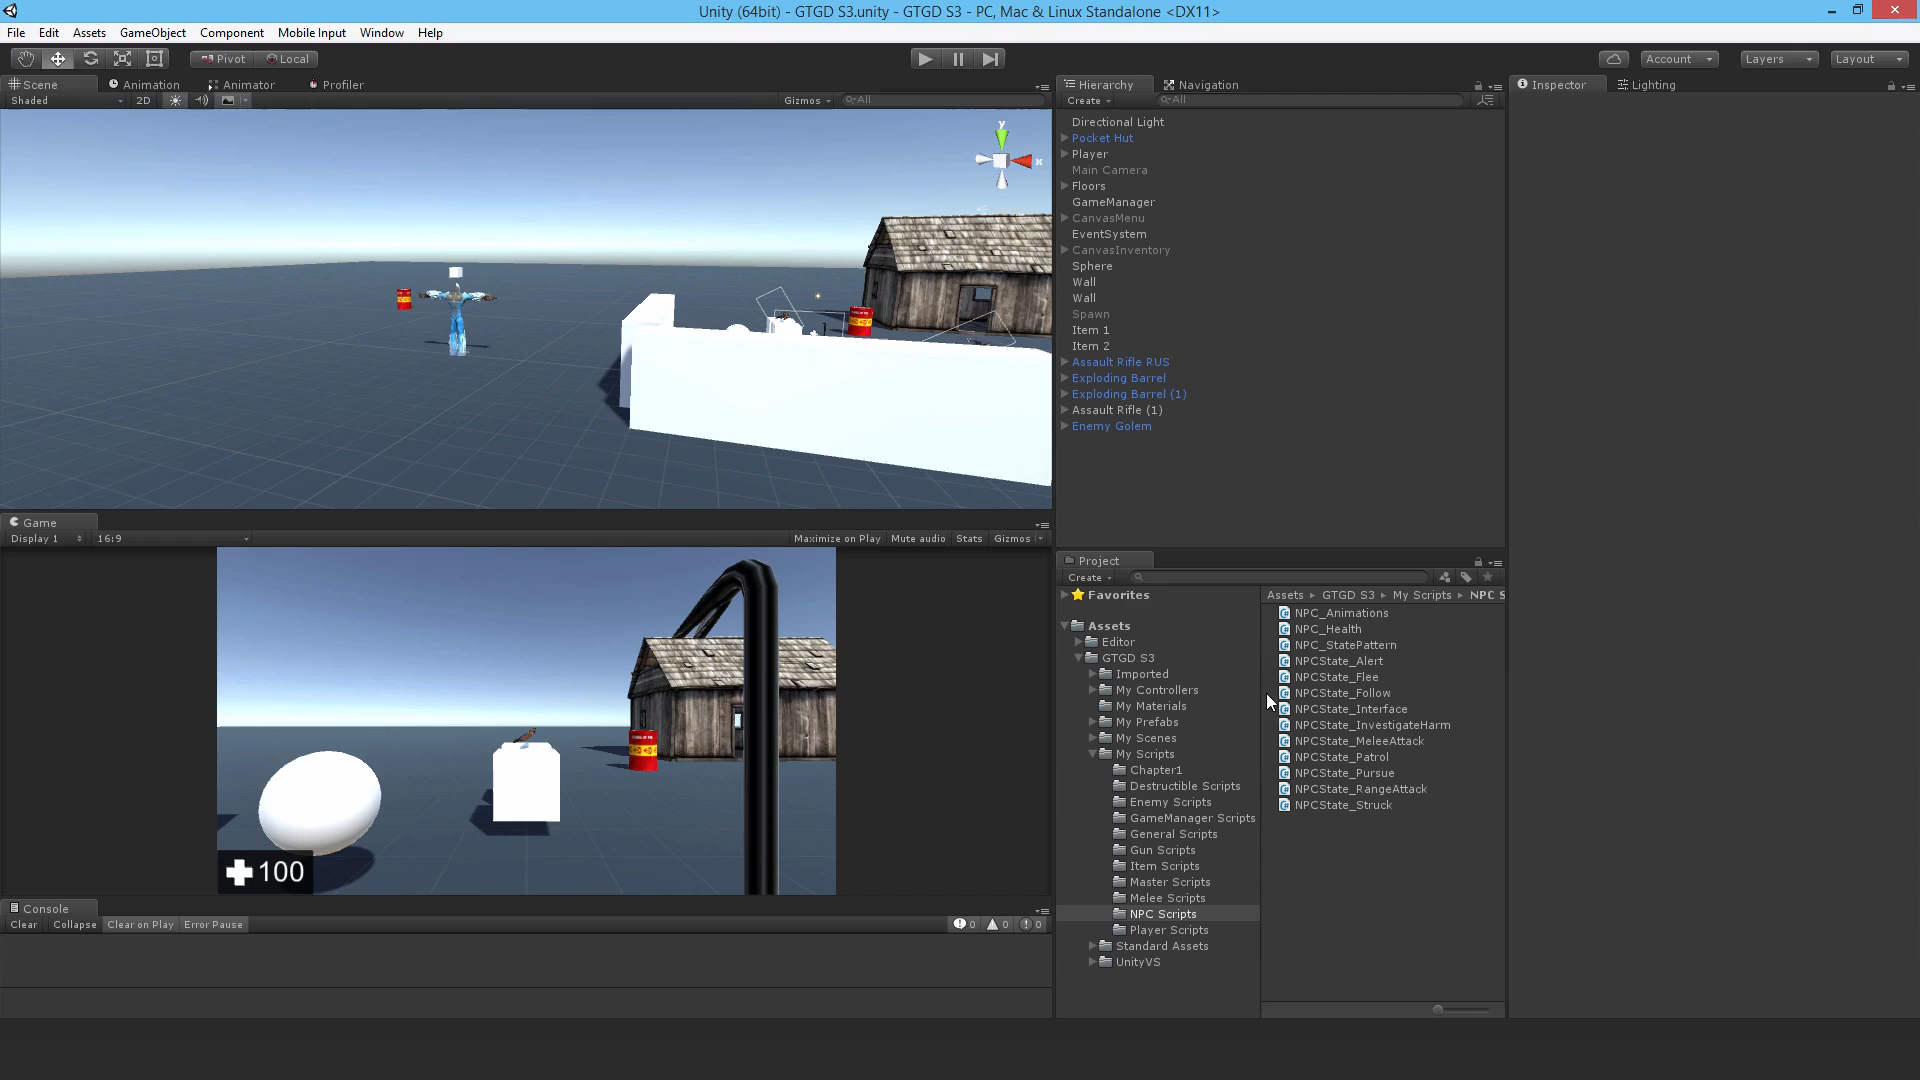 Unity (64bit) - GTGD S3.unity - GTGD S3 - PC, Mac & Linux Standalone <DX11>
File Edit Assets GameObject Component Mobile Input Window Help
Pivot Local Account Layers Layout
Scene Animation Animator Profiler
Shaded 2D Gizmos All
y
x
Game
Display 1 16:9 Maximize on Play Mute audio Stats Gizmos
100
Console
Clear Collapse Clear on Play Error Pause 0 0 0
Hierarchy Navigation
Create All
Directional Light
Pocket Hut
Player
Main Camera
Floors
GameManager
CanvasMenu
EventSystem
CanvasInventory
Sphere
Wall
Wall
Spawn
Item 1
Item 2
Assault Rifle RUS
Exploding Barrel
Exploding Barrel (1)
Assault Rifle (1)
Enemy Golem
Project
Create
Favorites
Assets
Editor
GTGD S3
Imported
My Controllers
My Materials
My Prefabs
My Scenes
My Scripts
Chapter1
Destructible Scripts
Enemy Scripts
GameManager Scripts
General Scripts
Gun Scripts
Item Scripts
Master Scripts
Melee Scripts
NPC Scripts
Player Scripts
Standard Assets
UnityVS
Assets GTGD S3 My Scripts NPC S
NPC_Animations
NPC_Health
NPC_StatePattern
NPCState_Alert
NPCState_Flee
NPCState_Follow
NPCState_Interface
NPCState_InvestigateHarm
NPCState_MeleeAttack
NPCState_Patrol
NPCState_Pursue
NPCState_RangeAttack
NPCState_Struck
Inspector Lighting